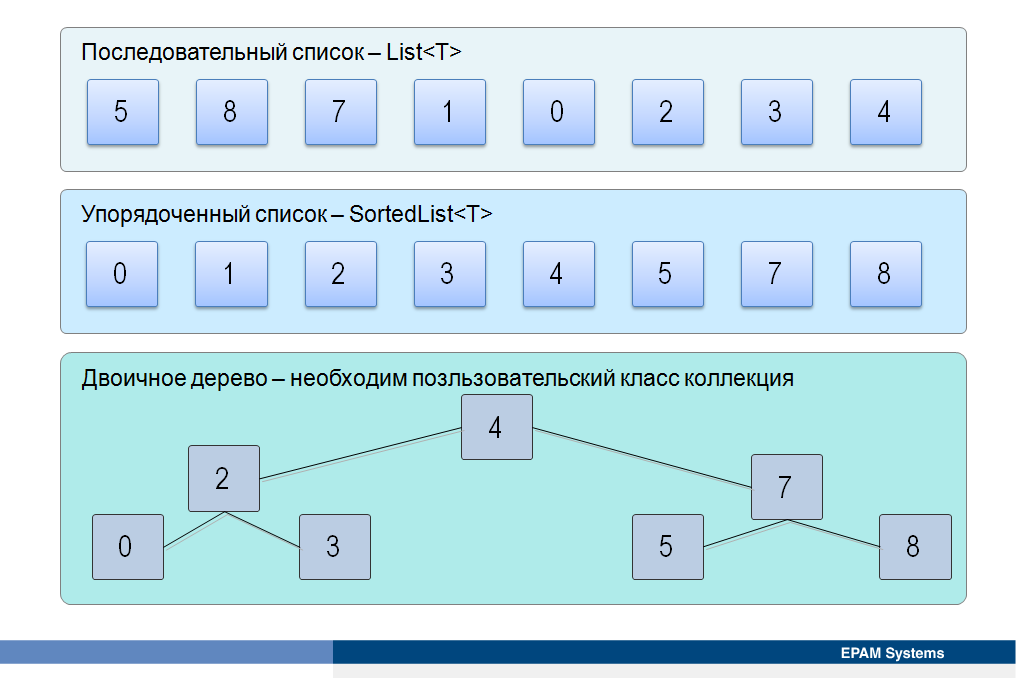 Последовательный список – List<T>
5 8 7 1 0 2 3 4
Упорядоченный список – SortedList<T>
0 1 2 3 4 5 7 8
Двоичное дерево – необходим позльзовательский класс коллекция
4
2 7
0 3 5 8
EPAM Systems